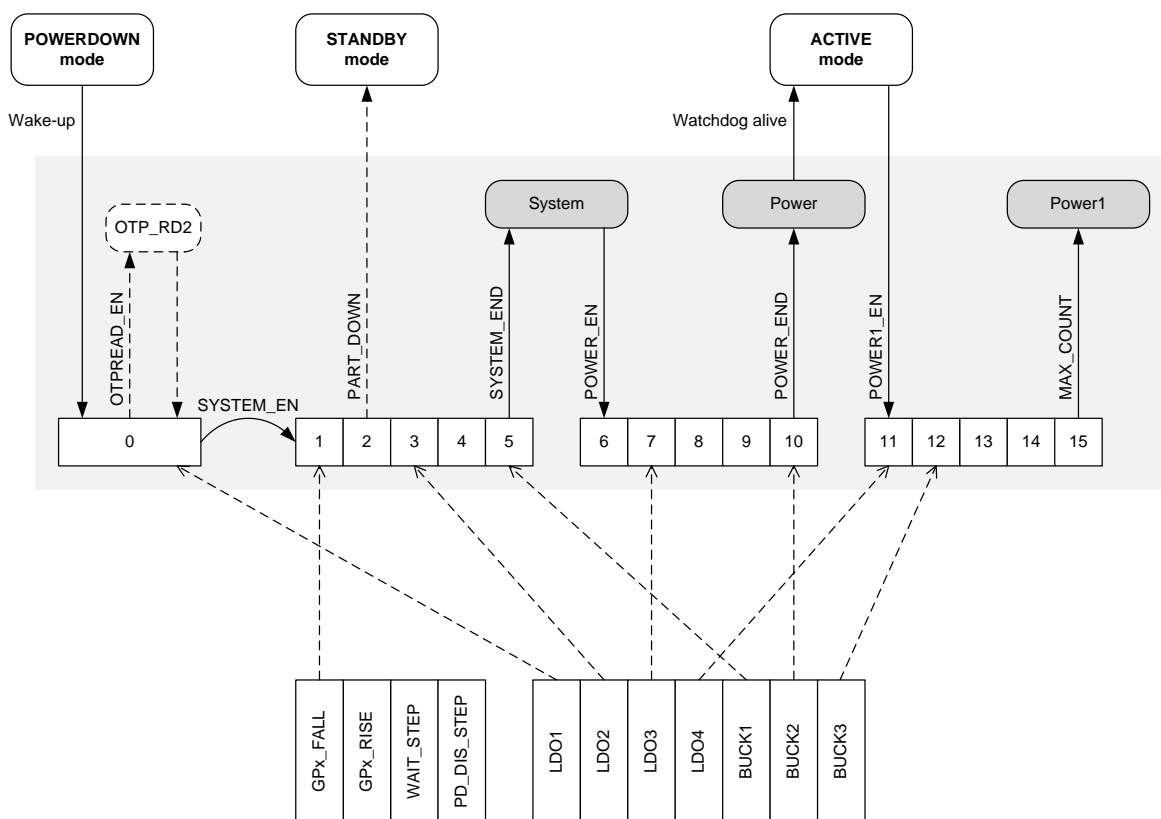 POWERDOWN
mode
STANDBY
mode
ACTIVE
mode
Wake-up
Watchdog alive
System
Power
Power1
OTP_RD2
OTPREAD_EN
PART_DOWN
SYSTEM_END
POWER_EN
POWER_END
POWER1_EN
MAX_COUNT
SYSTEM_EN
0
1
2
3
4
5
6
7
8
9
10
11
12
13
14
15
GPx_FALL
GPx_RISE
WAIT_STEP
PD_DIS_STEP
LDO1
LDO2
LDO3
LDO4
BUCK1
BUCK2
BUCK3